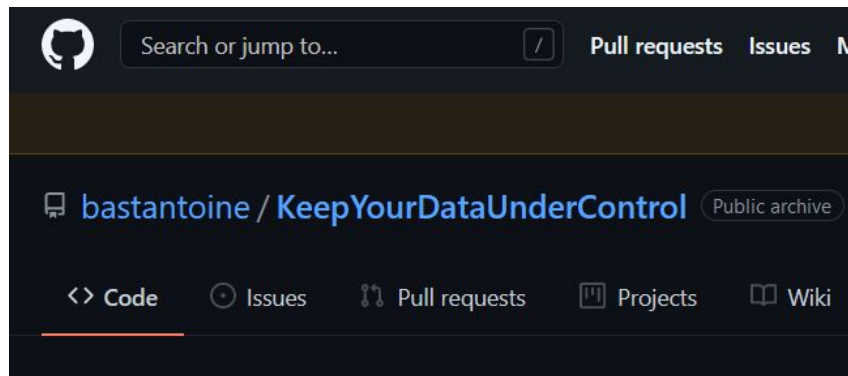 Search or jump to... / Pull requests Issues
bastantoine / KeepYourDataUnderControl Public archive
<> Code Issues Pull requests Projects Wiki